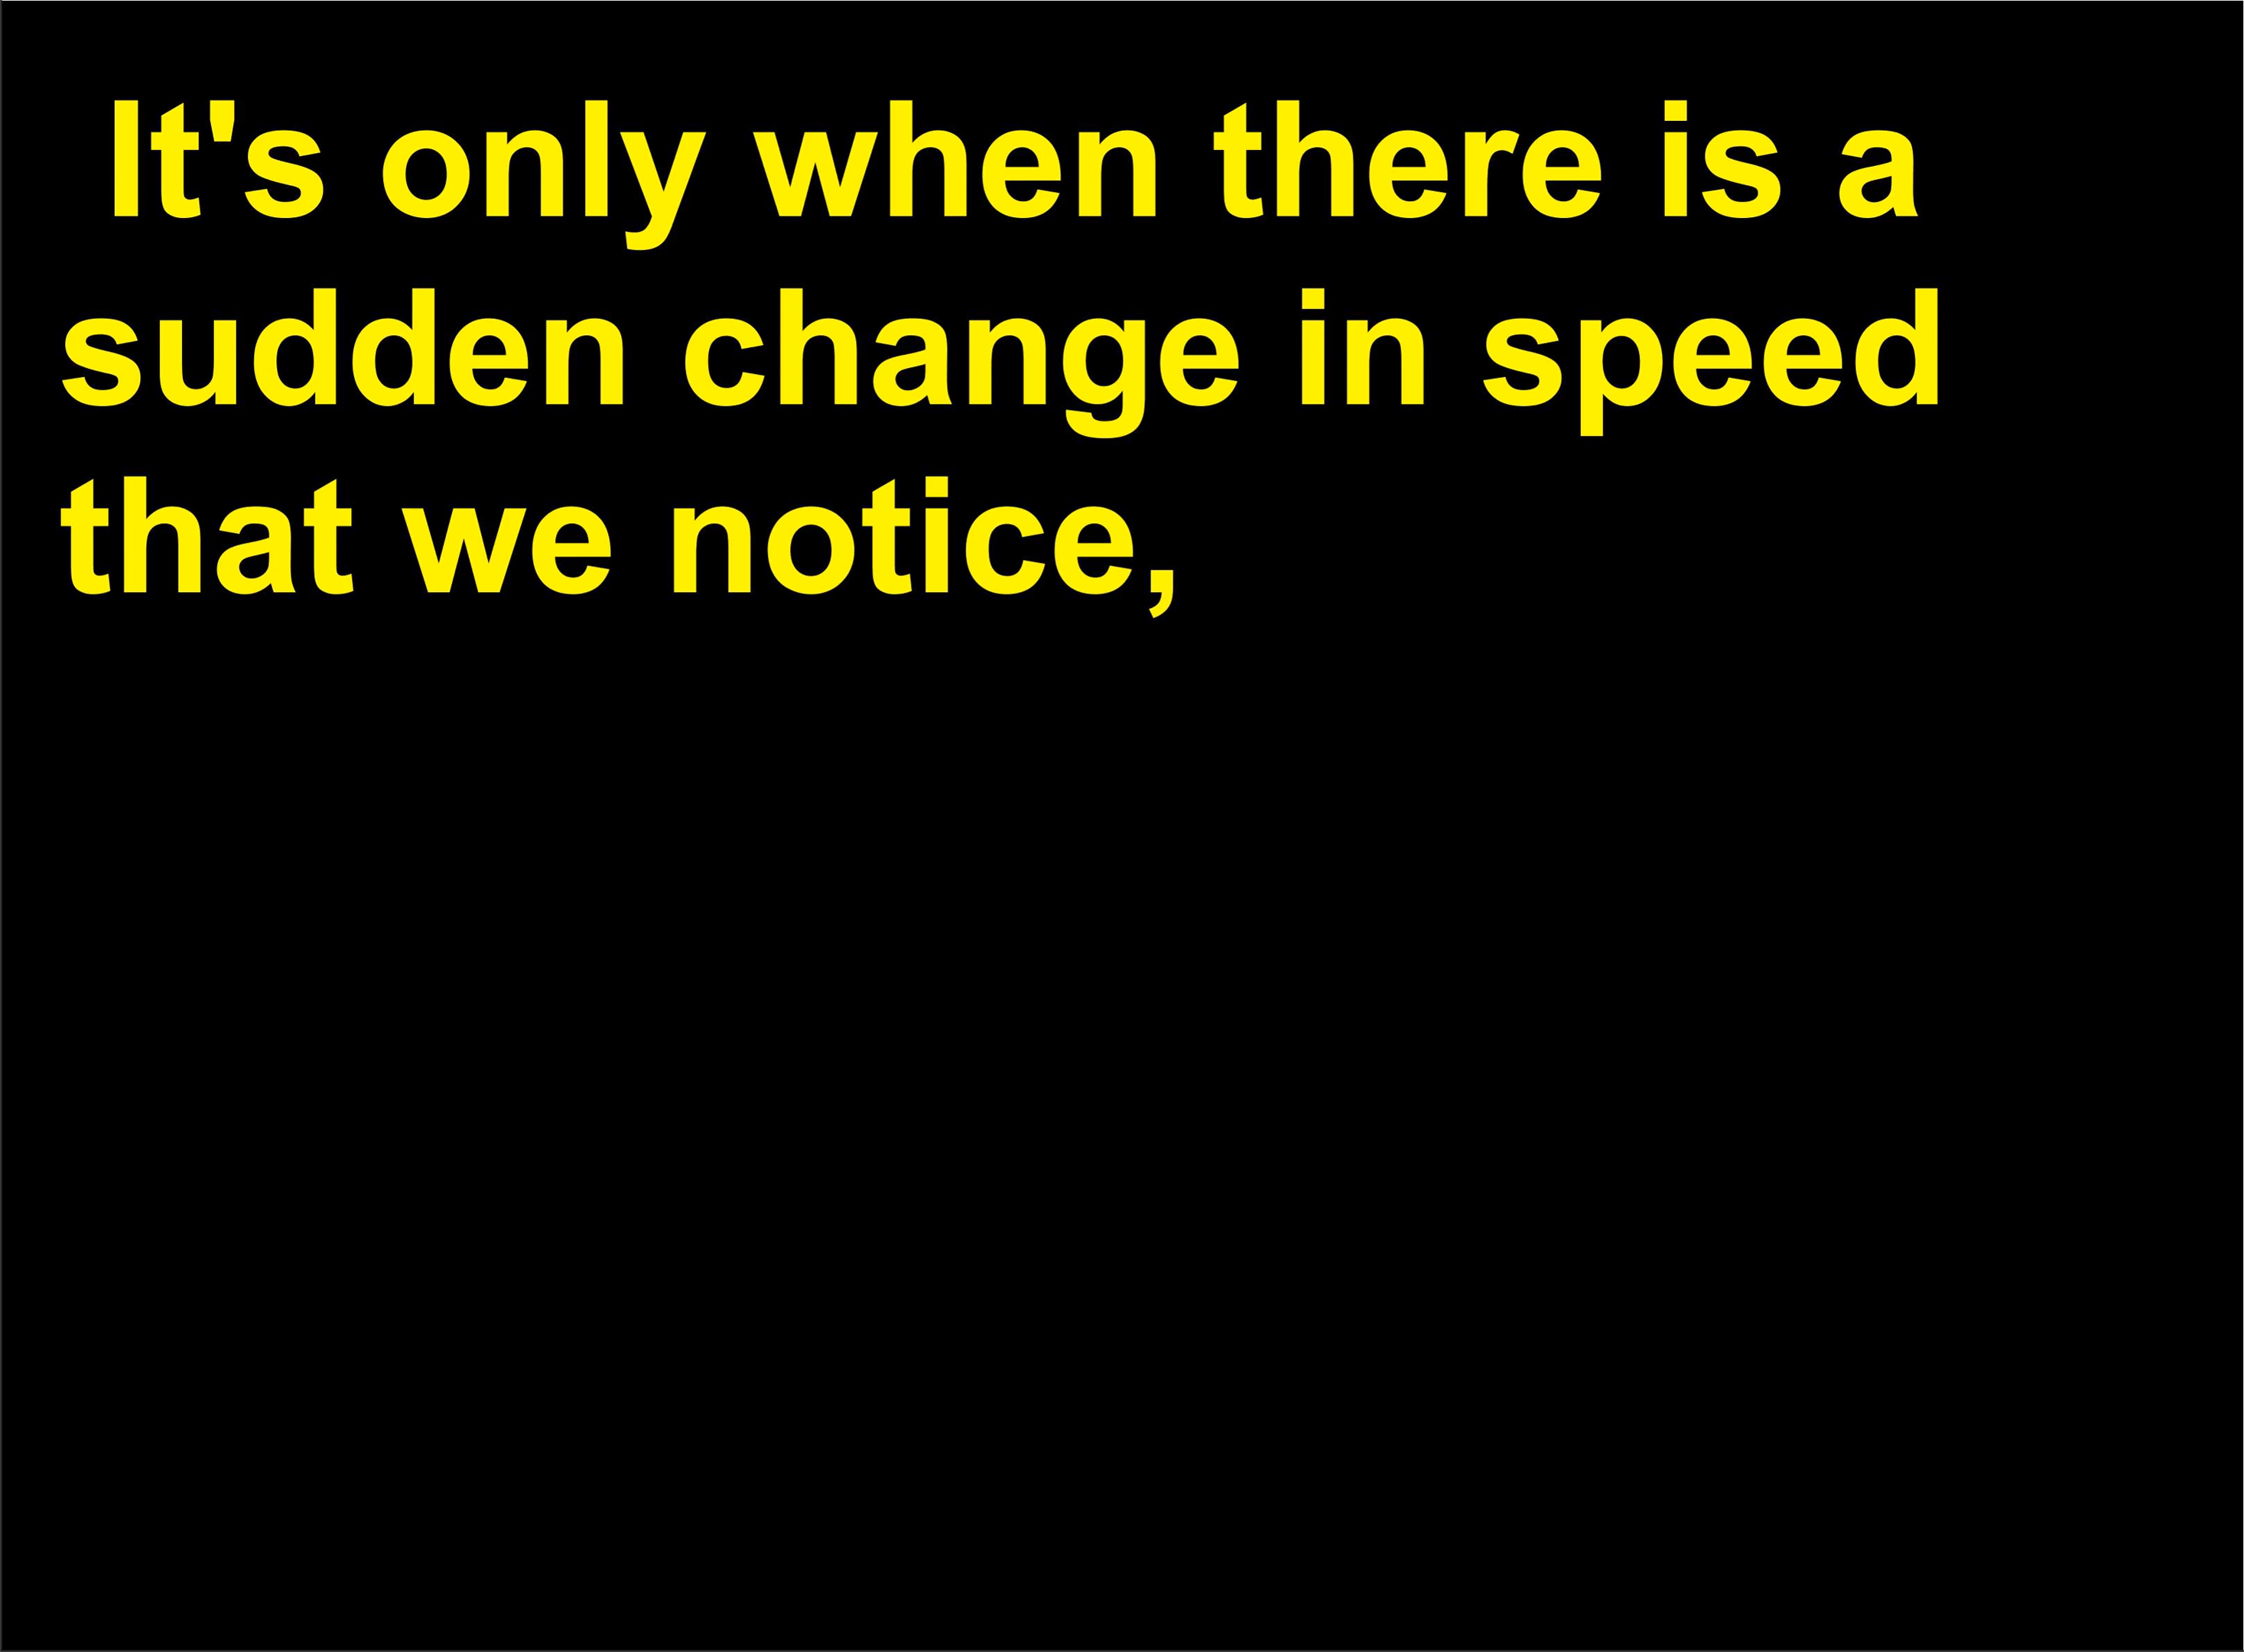 It's only when there is a
sudden change in speed
that we notice,